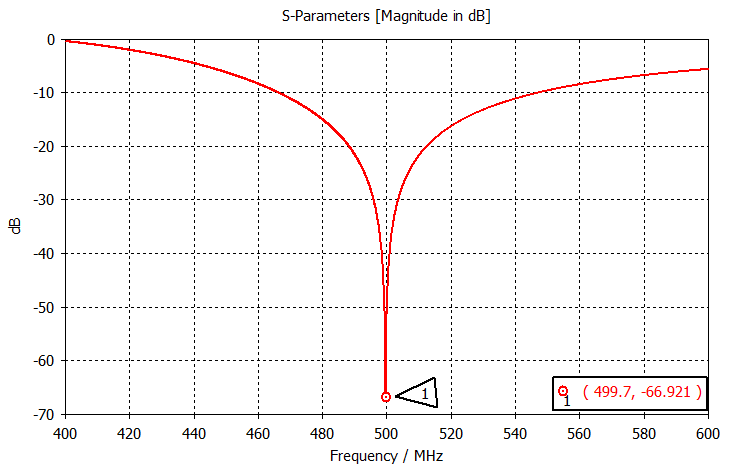 S-Parameters [Magnitude in dB]
0
-10
-20
-30
-40
-50
-60
-70
dB
1
1 ( 499.7, -66.921 )
400 420 440 460 480 500 520 540 560 580 600
Frequency / MHz